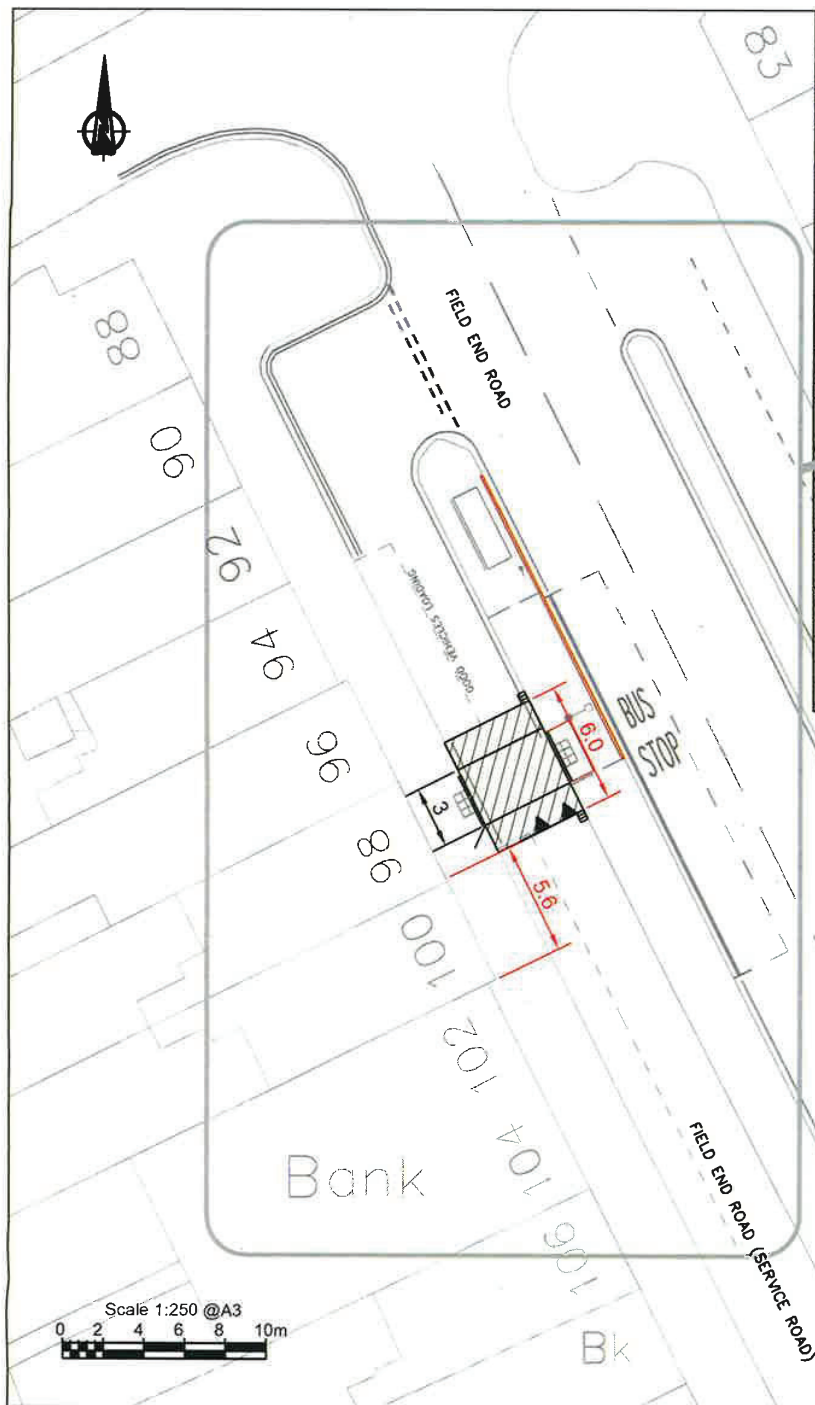 83
FIELD END ROAD
88
90
92
94
96
98
100
102
104
106
"GOOD VEHICLES LOADING"
BUS
STOP
6.0
3
5.6
Bank
FIELD END ROAD (SERVICE ROAD)
Scale 1:250 @A3
0 2 4 6 8 10m
Bk